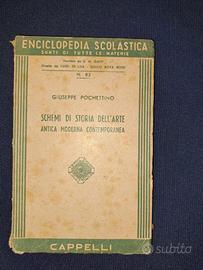 ENCICLOPEDIA SCOLASTICA
SUNTI DI TUTTE LE MATERIE
N. 83
GIUSEPPE POCHETTINO
SCHEMI DI STORIA DELL'ARTE
ANTICA MODERNA CONTEMPORANEA
CAPPELLI
subito